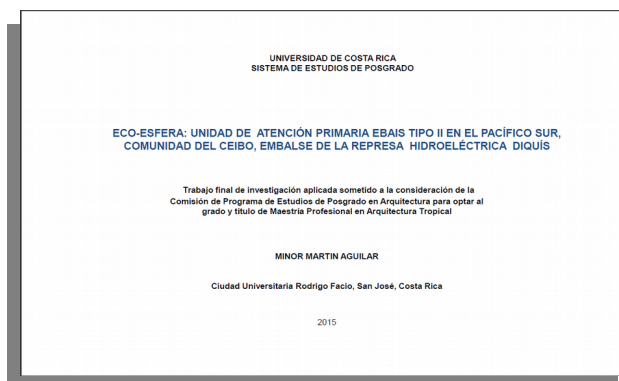 UNIVERSIDAD DE COSTA RICA
SISTEMA DE ESTUDIOS DE POSGRADO
ECO-ESFERA: UNIDAD DE ATENCIÓN PRIMARIA EBAIS TIPO II EN EL PACÍFICO SUR,
COMUNIDAD DEL CEIBO, EMBALSE DE LA REPRESA HIDROELÉCTRICA DIQUÍS
Trabajo final de investigación aplicada sometido a la consideración de la
Comisión de Programa de Estudios de Posgrado en Arquitectura para optar al
grado y título de Maestría Profesional en Arquitectura Tropical
MINOR MARTIN AGUILAR
Ciudad Universitaria Rodrigo Facio, San José, Costa Rica
2015